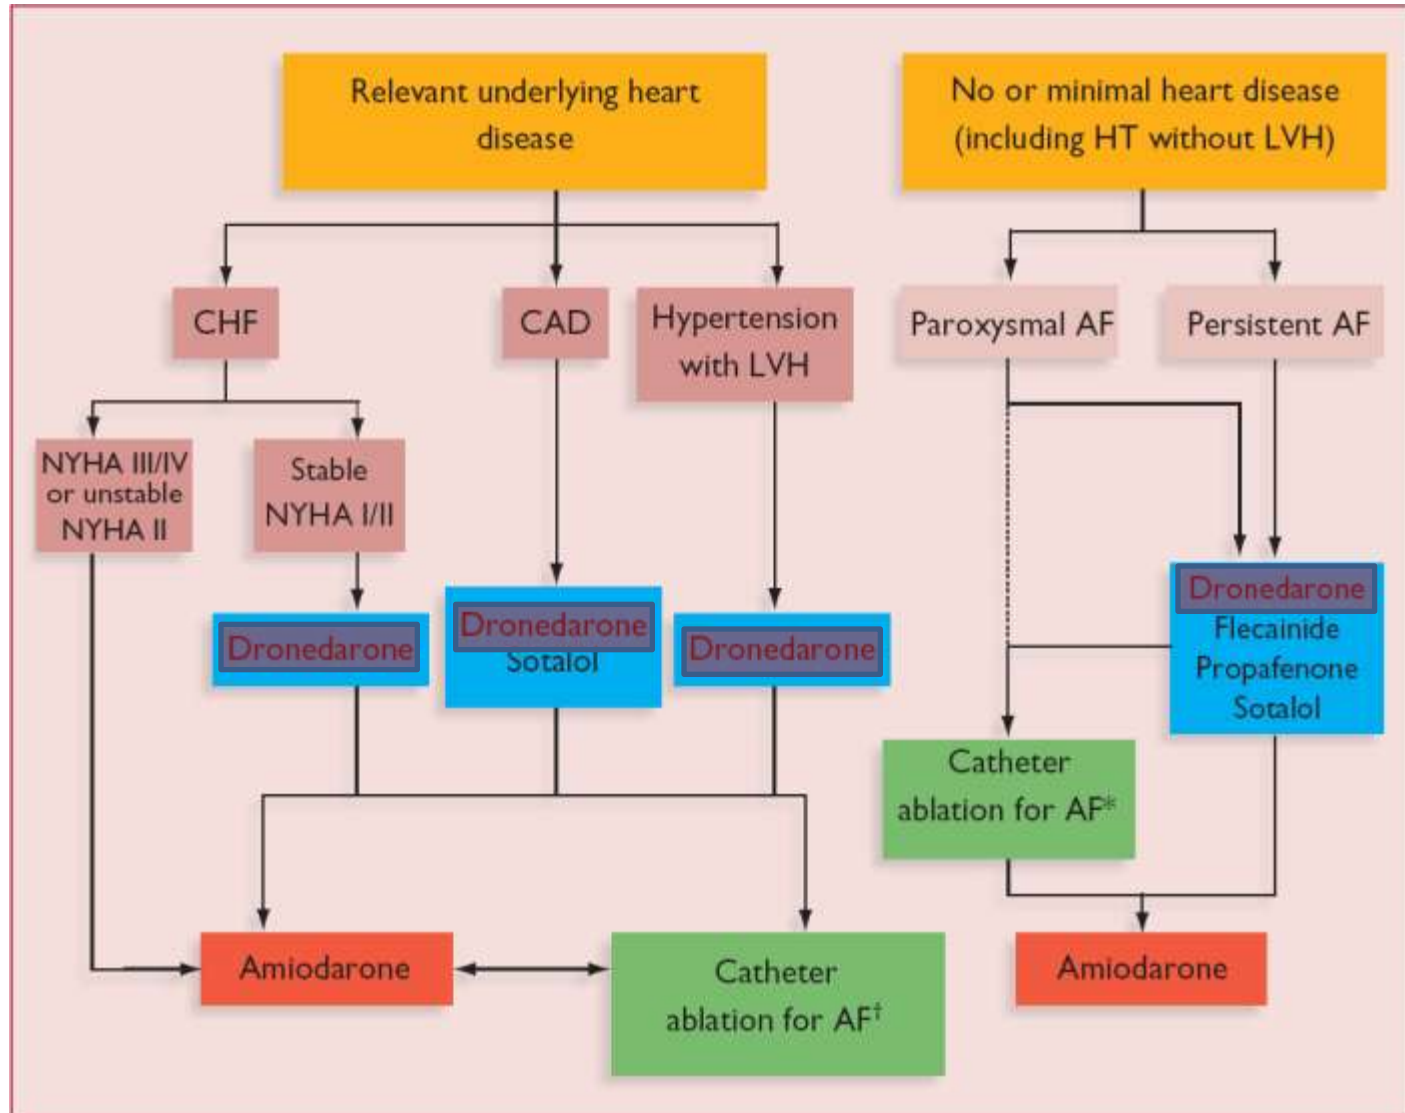 Relevant underlying heart
disease
No or minimal heart disease
(including HT without LVH)
CHF
CAD
Hypertension
with LVH
Paroxysmal AF
Persistent AF
NYHA III/IV
or unstable
NYHA II
Stable
NYHA I/II
Dronedarone
Dronedarone
Sotalol
Dronedarone
Dronedarone
Flecainide
Propafenone
Sotalol
Catheter
ablation for AF*
Amiodarone
Catheter
ablation for AF†
Amiodarone